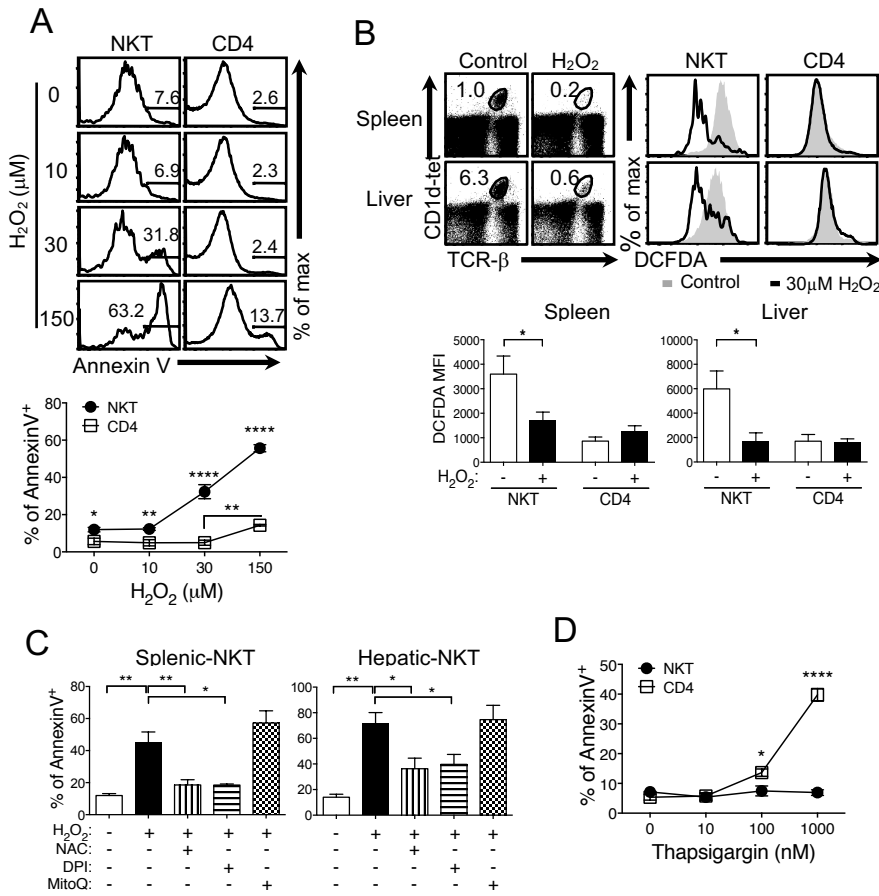 A
NKT CD4
0
7.6 2.6
10
6.9 2.3
H2O2 (μM)
30
31.8 2.4
150
63.2 13.7
% of max
Annexin V
NKT
CD4
% of AnnexinV+
80
60
40
20
0
* ** **** ****
**
0 10 30 150
H2O2 (μM)
B
Control H2O2 NKT CD4
Spleen
1.0 0.2
Liver
6.3 0.6
CD1d-tet
% of max
TCR-β DCFDA
Control 30μM H2O2
Spleen Liver
DCFDA MFI
5000
4000
3000
2000
1000
0
*
10000
8000
6000
4000
2000
0
*
H2O2: - + - + - + - +
NKT CD4 NKT CD4
C
Splenic-NKT Hepatic-NKT
% of AnnexinV+
80
60
40
20
0
** ** *
100
80
60
40
20
0
** * *
H2O2: - + + + + - + + + +
NAC: - - + - - - - + - -
DPI: - - - + - - - - + -
MitoQ: - - - - + - - - - +
D
NKT
CD4
% of AnnexinV+
50
40
30
20
10
0
* ****
0 10 100 1000
Thapsigargin (nM)